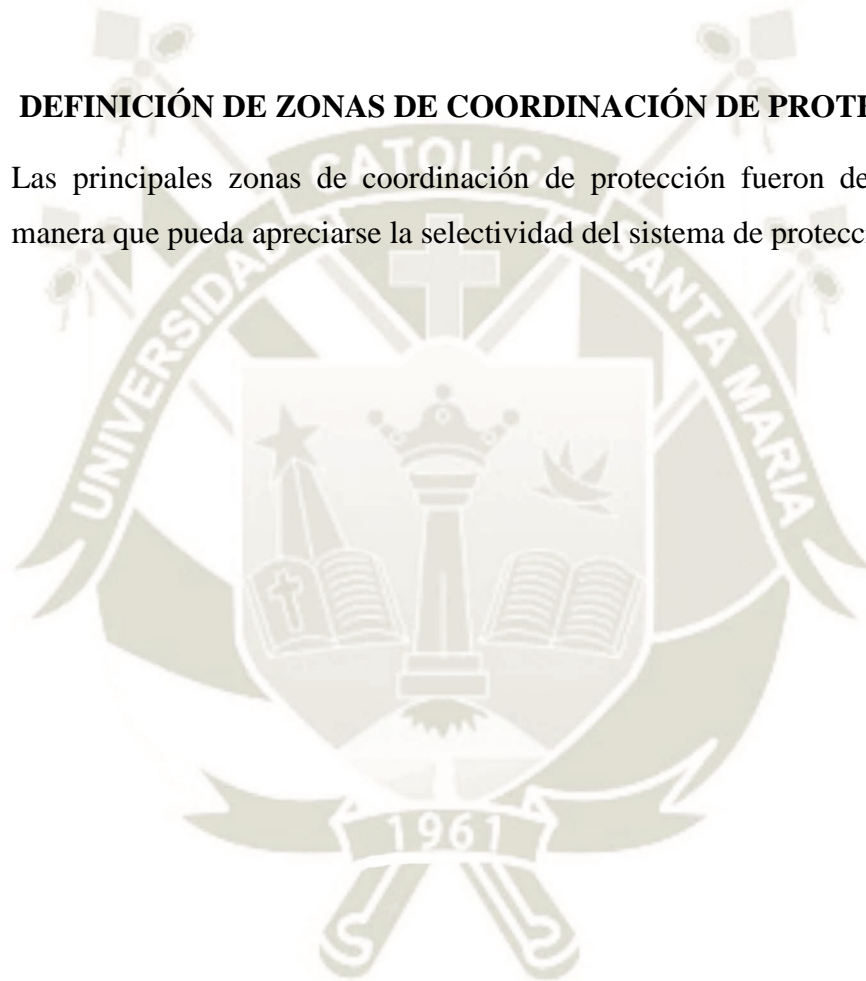 DEFINICIÓN DE ZONAS DE COORDINACIÓN DE
Las principales zonas de coordinación de protección fueron
manera que pueda apreciarse la selectividad del sistema de
CATOLICA
UNIVERSIDAD
SANTA MARIA
1961